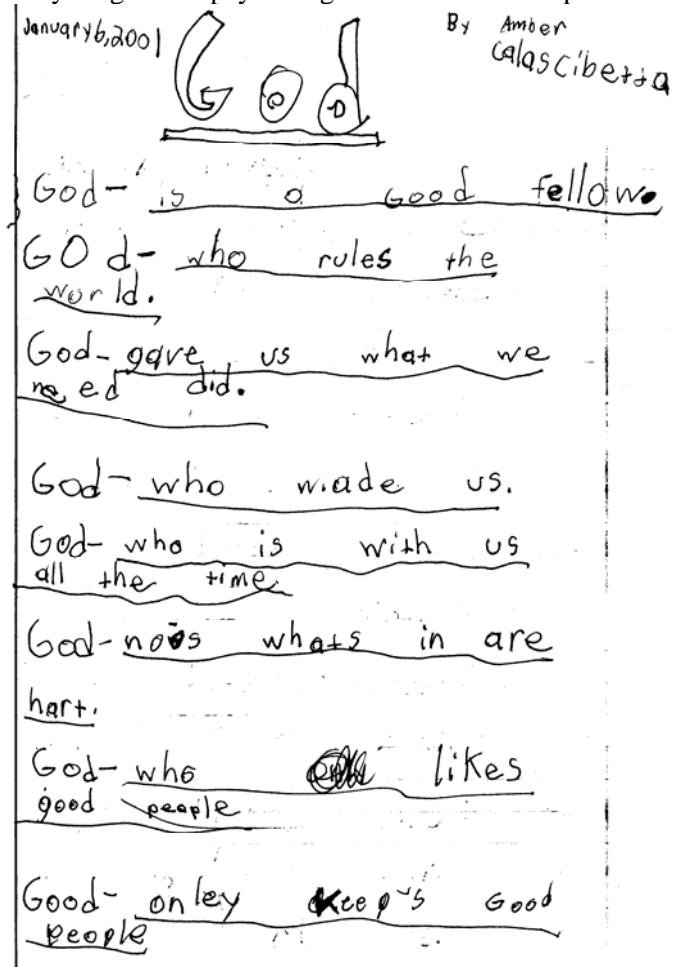 January 6, 2001
By Amber
Calascibetta
God
God- is a Good fellow.
GOd- who rules the
world.
God- gave us what we
need did.
God- who made us.
God- who is with us
all the time
God- noos whats in are
hart.
God- who likes
good people
Good- onley keep's Good
people